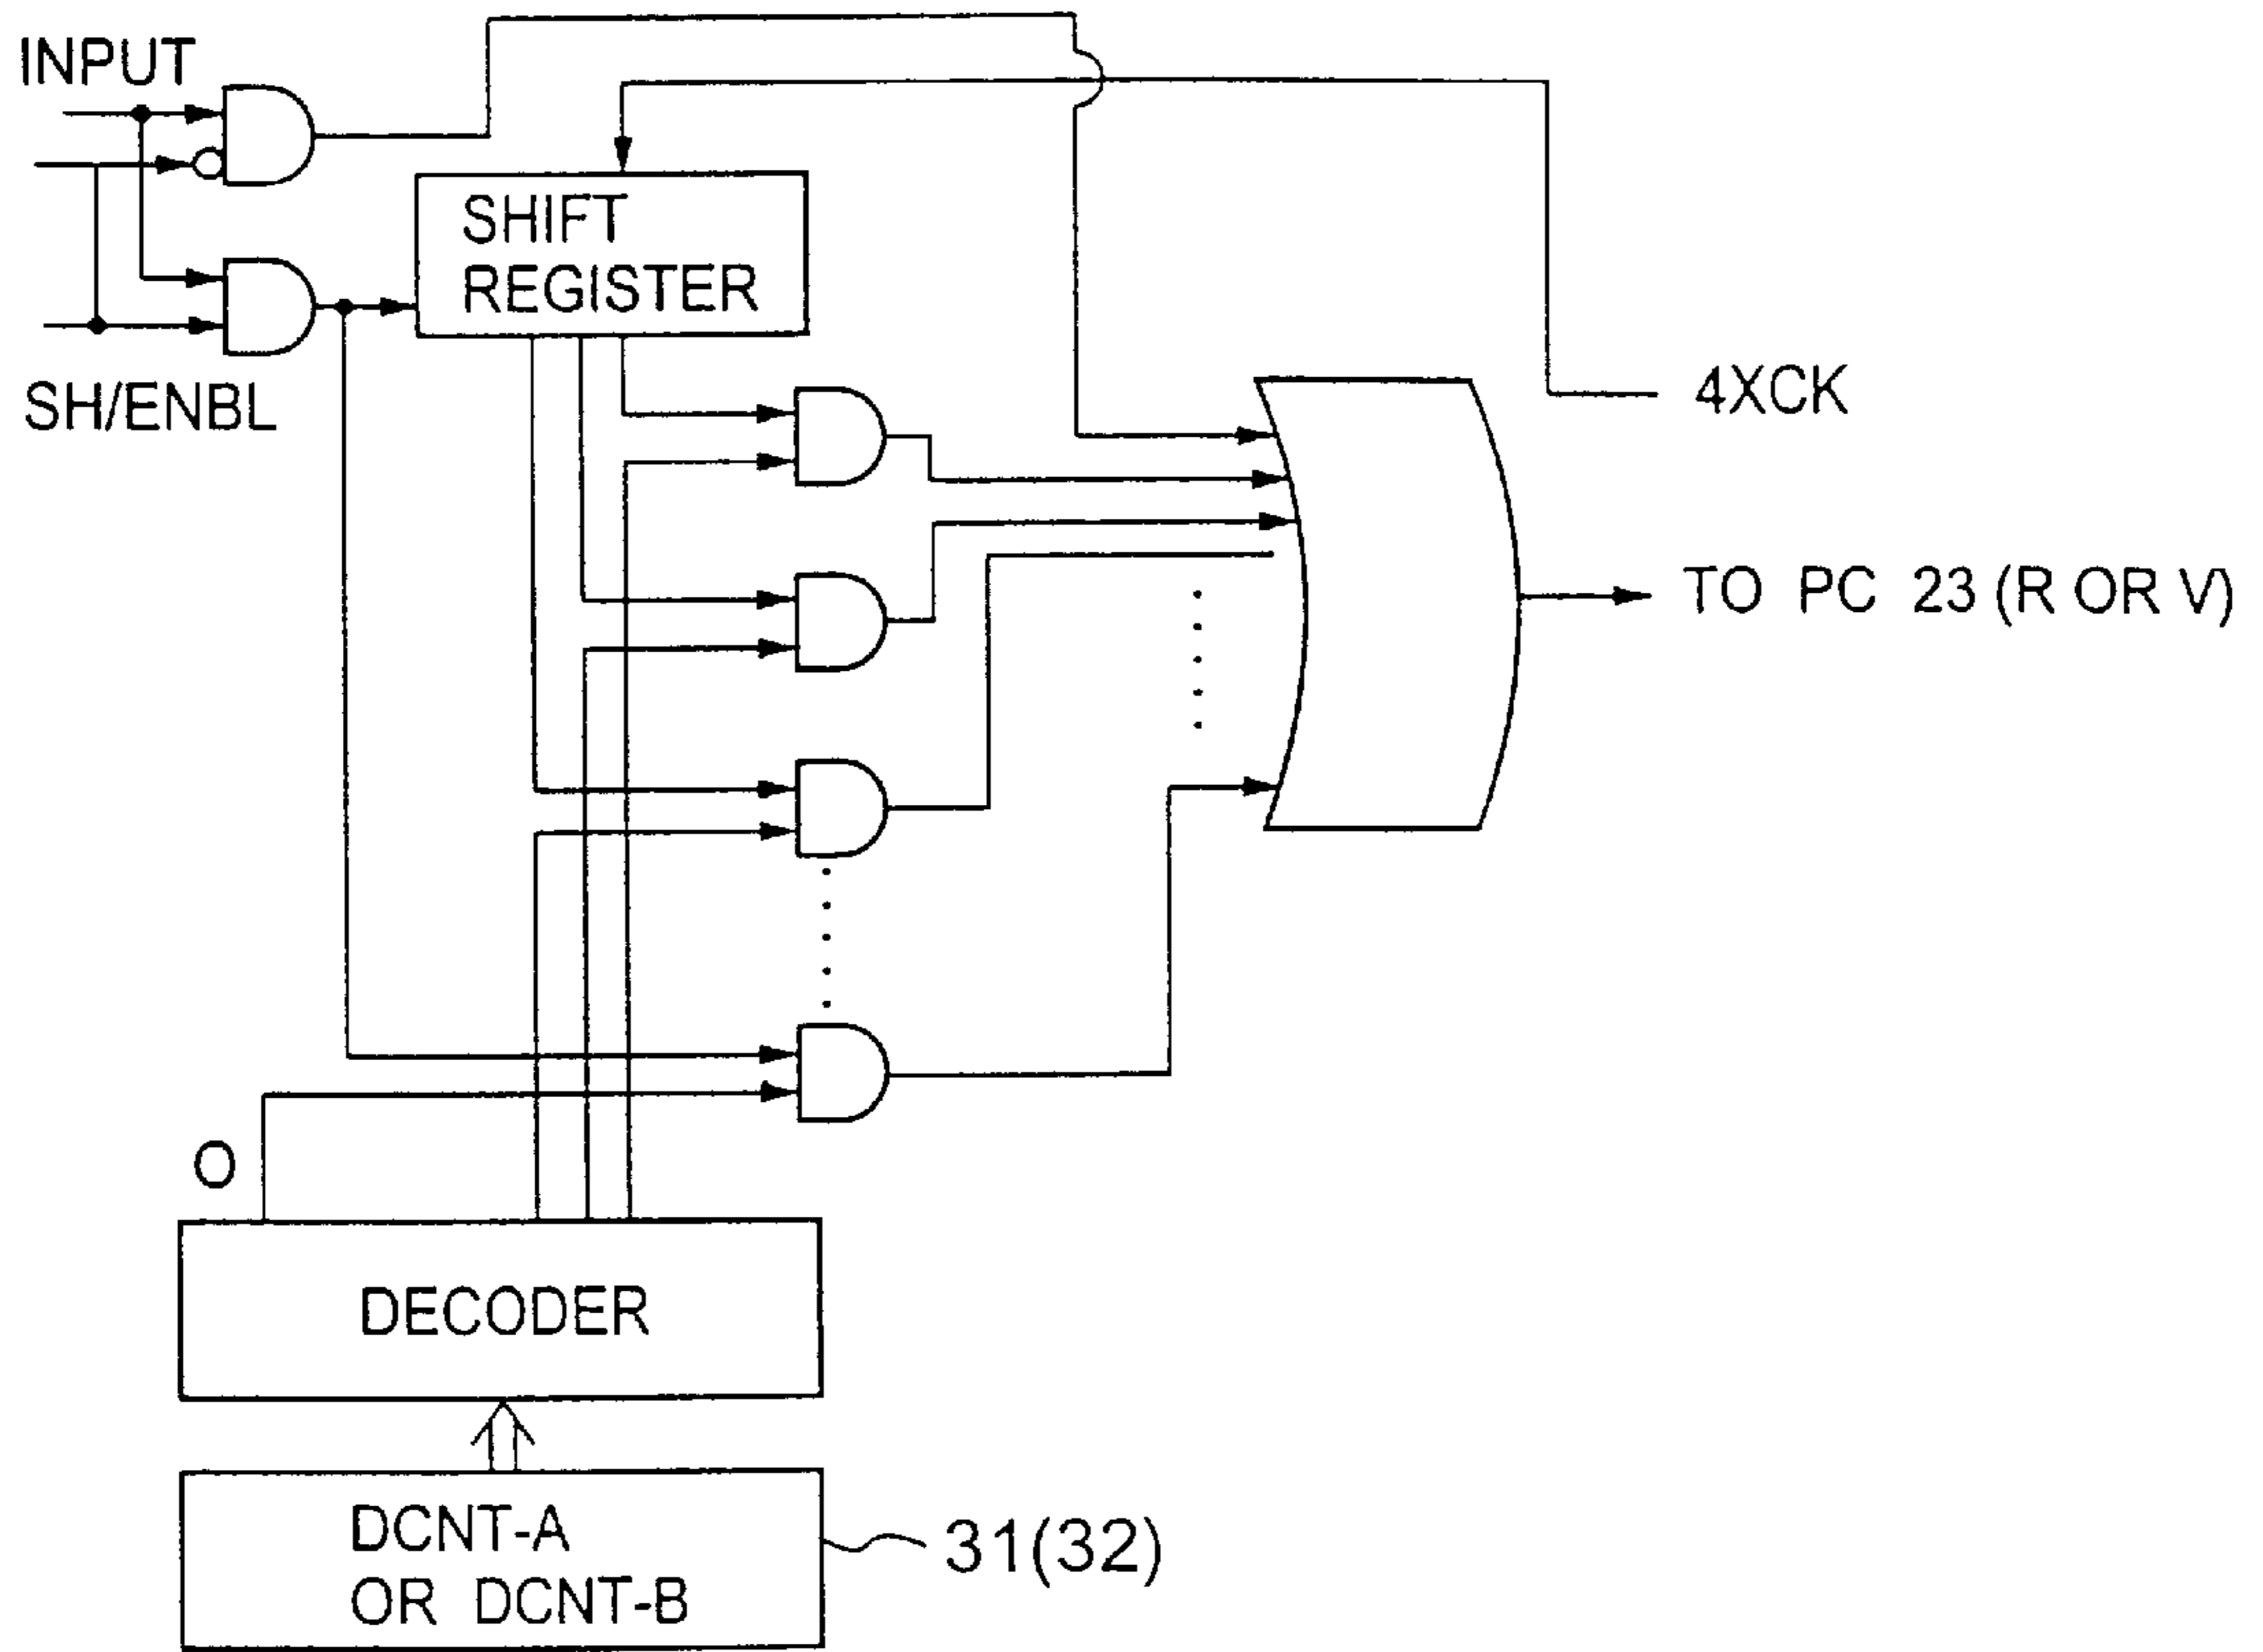 INPUT
SHIFT
REGISTER
SH/ENBL
4XCK
TO PC 23 (R OR V)
O
DECODER
DCNT-A
OR DCNT-B
31(32)